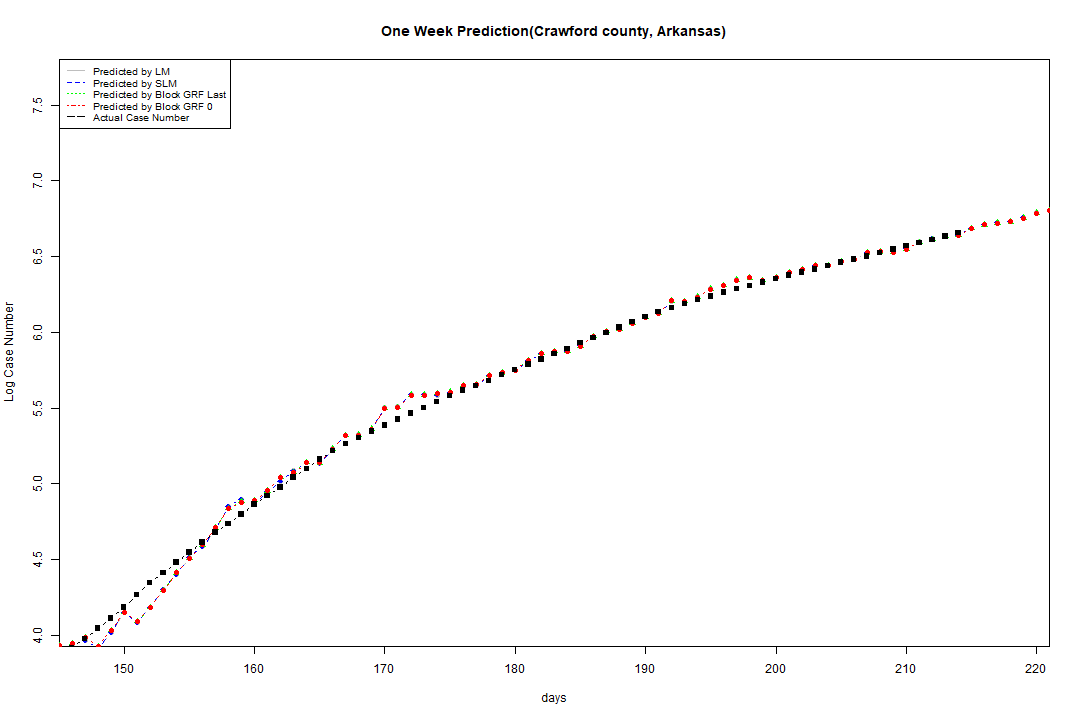 One Week Prediction(Crawford county, Arkansas)
Predicted by LM
Predicted by SLM
Predicted by Block GRF Last
Predicted by Block GRF 0
Actual Case Number
Log Case Number
7.5
7.0
6.5
6.0
5.5
5.0
4.5
4.0
150 160 170 180 190 200 210 220
days